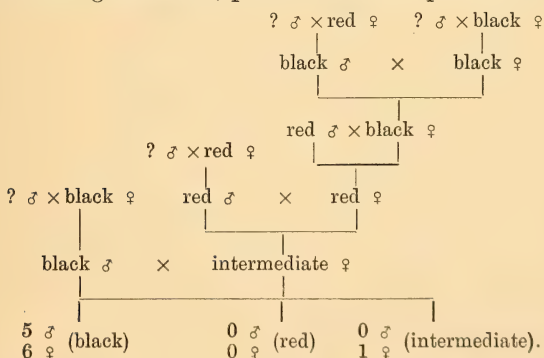 ? ♂ × red ♀ ? ♂ × black ♀
black ♂ × black ♀
red ♂ × black ♀
? ♂ × red ♀
? ♂ × black ♀ red ♂ × red ♀
black ♂ × intermediate ♀
5 ♂ (black) 0 ♂ (red) 0 ♂ (intermediate).
6 ♀ 0 ♀ 1 ♀